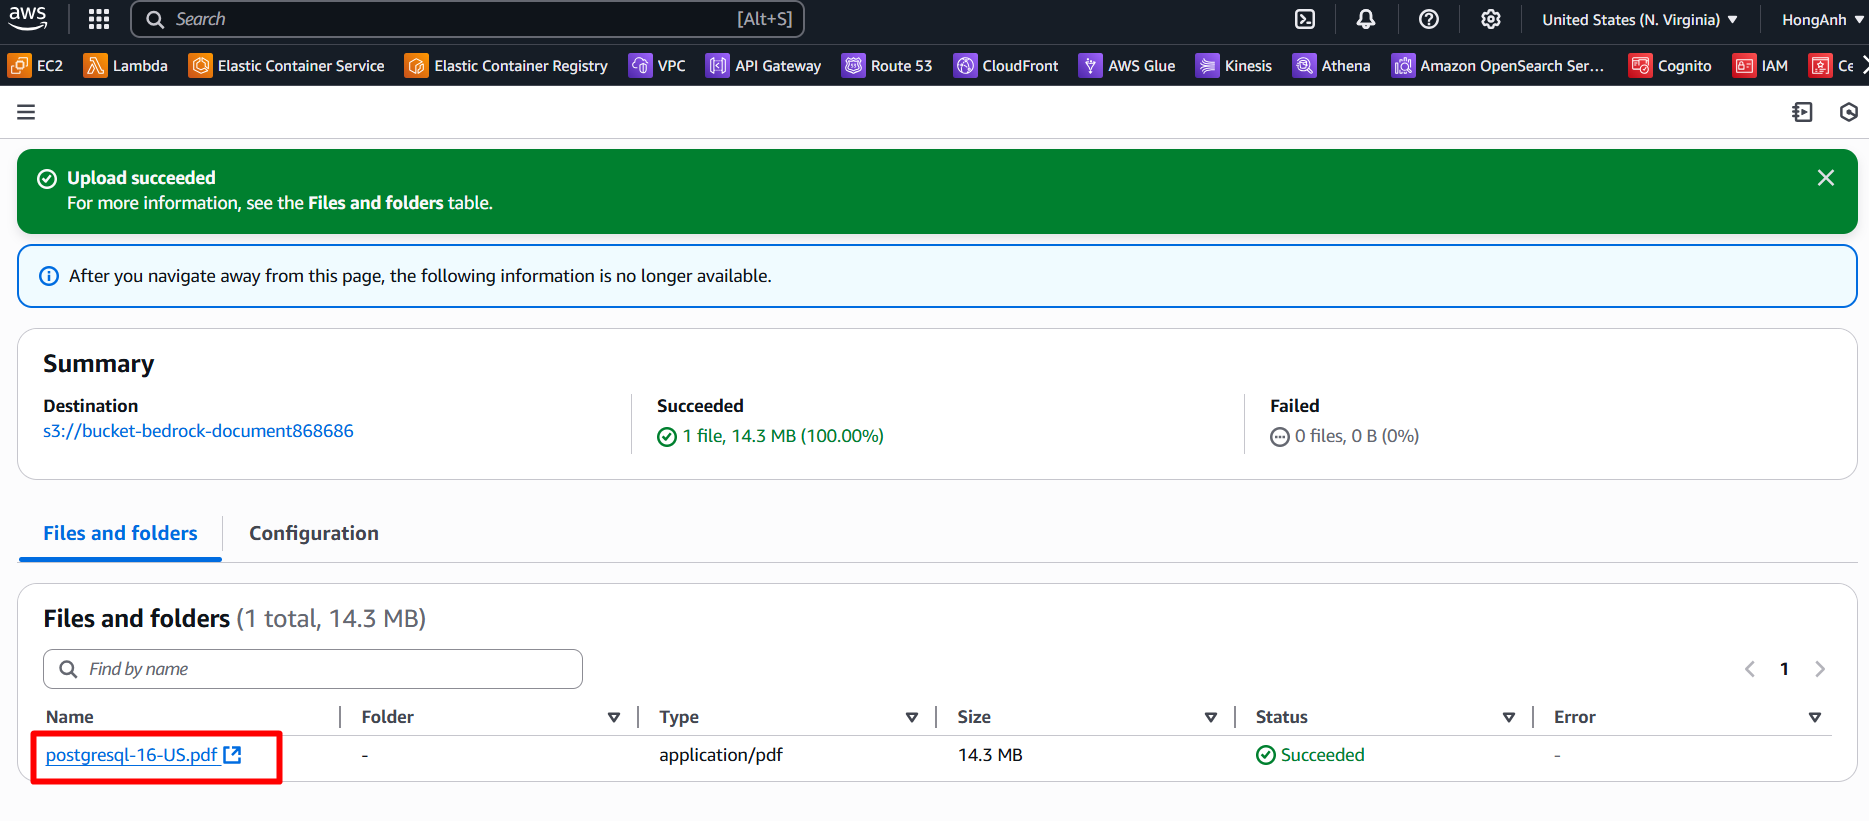 aws Search [Alt+S] United States (N. Virginia) HongAnh
EC2 Lambda Elastic Container Service Elastic Container Registry VPC API Gateway Route 53 CloudFront AWS Glue Kinesis Athena Amazon OpenSearch Ser... Cognito IAM Ce
Upload succeeded
For more information, see the Files and folders table.
After you navigate away from this page, the following information is no longer available.
Summary
Destination Succeeded Failed
s3://bucket-bedrock-document868686 1 file, 14.3 MB (100.00%) 0 files, 0 B (0%)
Files and folders Configuration
Files and folders (1 total, 14.3 MB)
Find by name 1
Name Folder Type Size Status Error
postgresql-16-US.pdf - application/pdf 14.3 MB Succeeded -